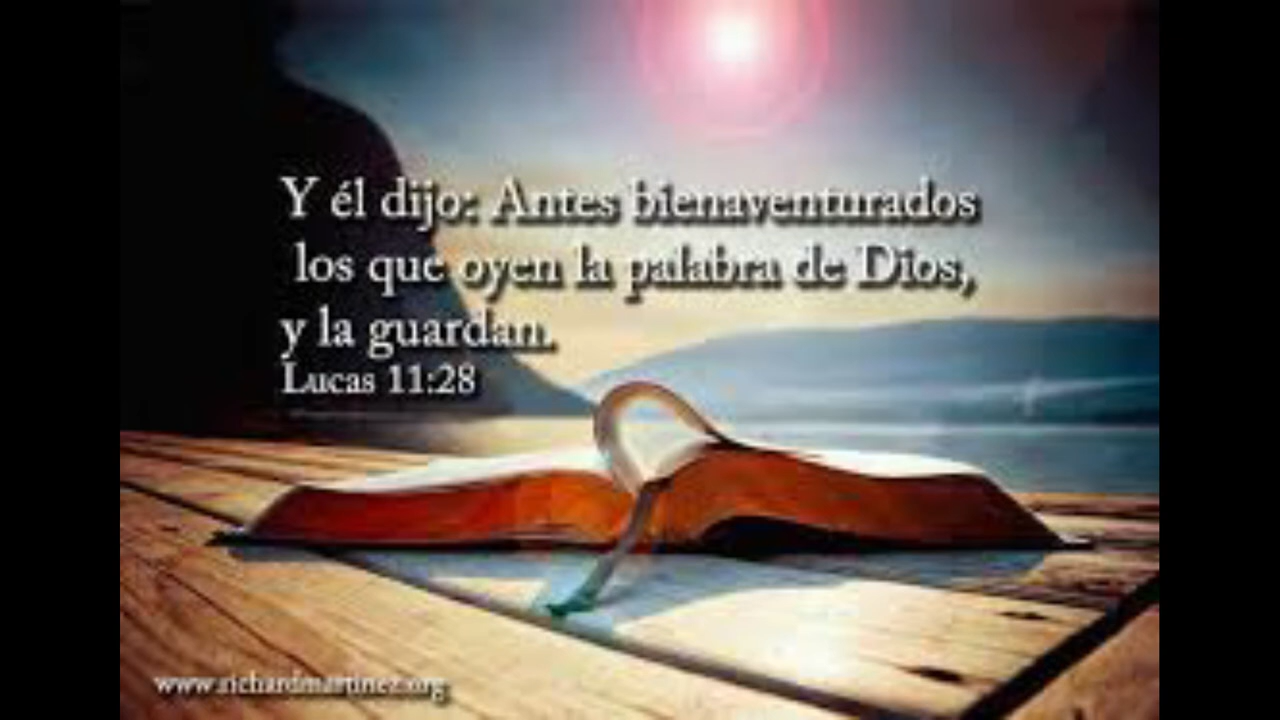 Y él dijo: Antes bienaventurados
los que oyen la palabra de Dios,
y la guardan.
Lucas 11:28
www.richardmartinez.org